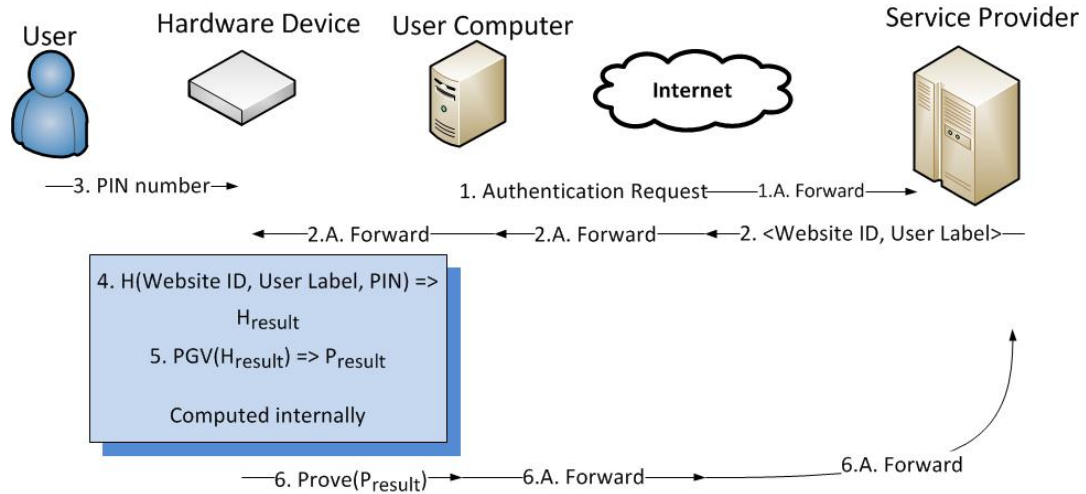 User
Hardware Device
User Computer
Service Provider
Internet
3. PIN number
1. Authentication Request
1.A. Forward
2.A. Forward
2.A. Forward
2. <Website ID, User Label>
4. H(Website ID, User Label, PIN) =>
Hresult
5. PGV(Hresult) => Presult
Computed internally
6. Prove(Presult)
6.A. Forward
6.A. Forward